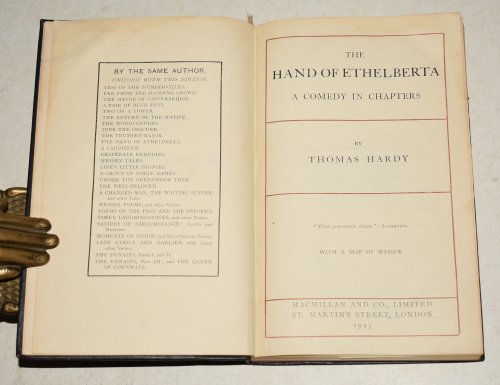 BY THE SAME AUTHOR.
UNIFORM WITH THIS EDITION.
TESS OF THE D'URBERVILLES.
FAR FROM THE MADDING CROWD.
THE MAYOR OF CASTERBRIDGE.
A PAIR OF BLUE EYES.
TWO ON A TOWER.
THE RETURN OF THE NATIVE.
THE WOODLANDERS.
JUDE THE OBSCURE.
THE TRUMPET-MAJOR.
THE HAND OF ETHELBERTA.
A LAODICEAN.
DESPERATE REMEDIES.
WESSEX TALES.
LIFE'S LITTLE IRONIES.
A GROUP OF NOBLE DAMES.
UNDER THE GREENWOOD TREE.
THE WELL-BELOVED.
A CHANGED MAN, THE WAITING SUPPER,
and other Tales.
WESSEX POEMS, and other Verses.
POEMS OF THE PAST AND THE PRESENT.
TIME'S LAUGHINGSTOCKS, and other Verses.
SATIRES OF CIRCUMSTANCE: Lyrics and
Reveries.
MOMENTS OF VISION, and Miscellaneous Verses.
LATE LYRICS AND EARLIER, with many
other Verses.
THE DYNASTS, Parts I. and II.
THE DYNASTS, Part III., and THE QUEEN
OF CORNWALL.
THE
HAND OF ETHELBERTA
A COMEDY IN CHAPTERS
BY
THOMAS HARDY
"Vitae post-scenia celant."—LUCRETIUS.
WITH A MAP OF WESSEX
MACMILLAN AND CO., LIMITED
ST. MARTIN'S STREET, LONDON